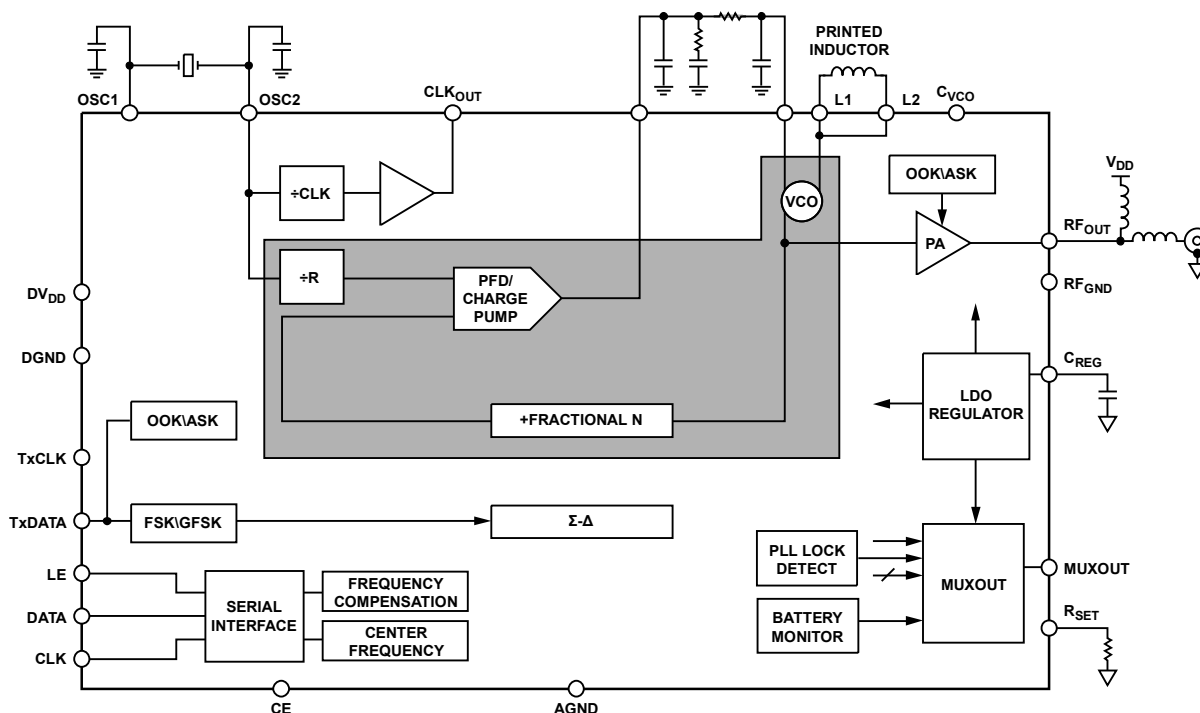 PRINTED
INDUCTOR
OSC1
OSC2
CLKOUT
L1
L2
CVCO
÷CLK
VCO
OOK\ASK
VDD
PA
RFOUT
÷R
PFD/
CHARGE
PUMP
DVDD
RFGND
DGND
CREG
LDO
REGULATOR
OOK\ASK
+FRACTIONAL N
TxCLK
TxDATA
FSK\GFSK
Σ-Δ
PLL LOCK
DETECT
MUXOUT
MUXOUT
LE
DATA
CLK
SERIAL
INTERFACE
FREQUENCY
COMPENSATION
CENTER
FREQUENCY
BATTERY
MONITOR
RSET
CE
AGND